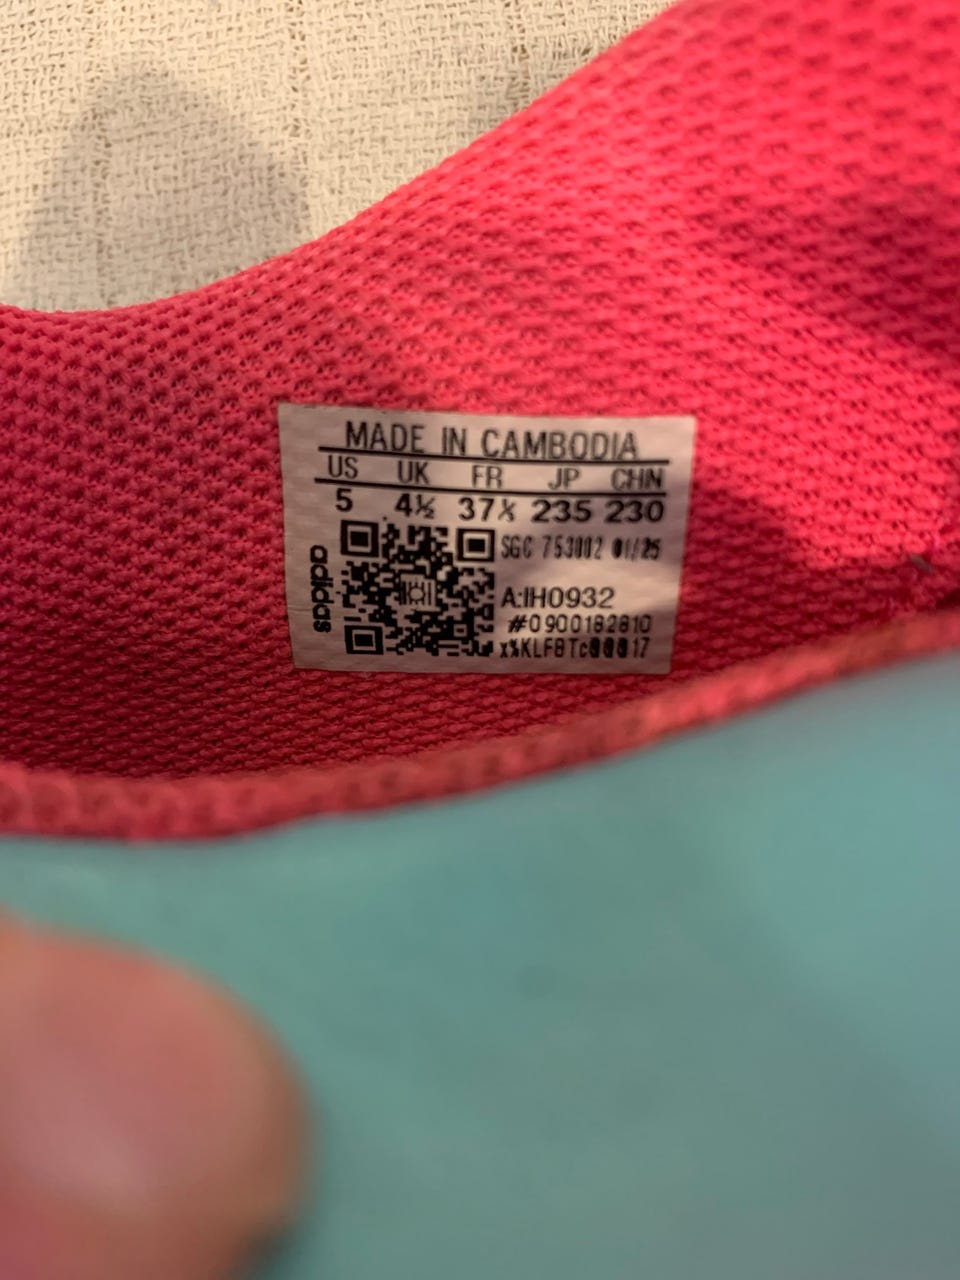 MADE IN CAMBODIA
US UK FR JP CHN
5 4½ 37⅓ 235 230
adidas
SGC 753002 01/25
A:IH0932
#0900182810